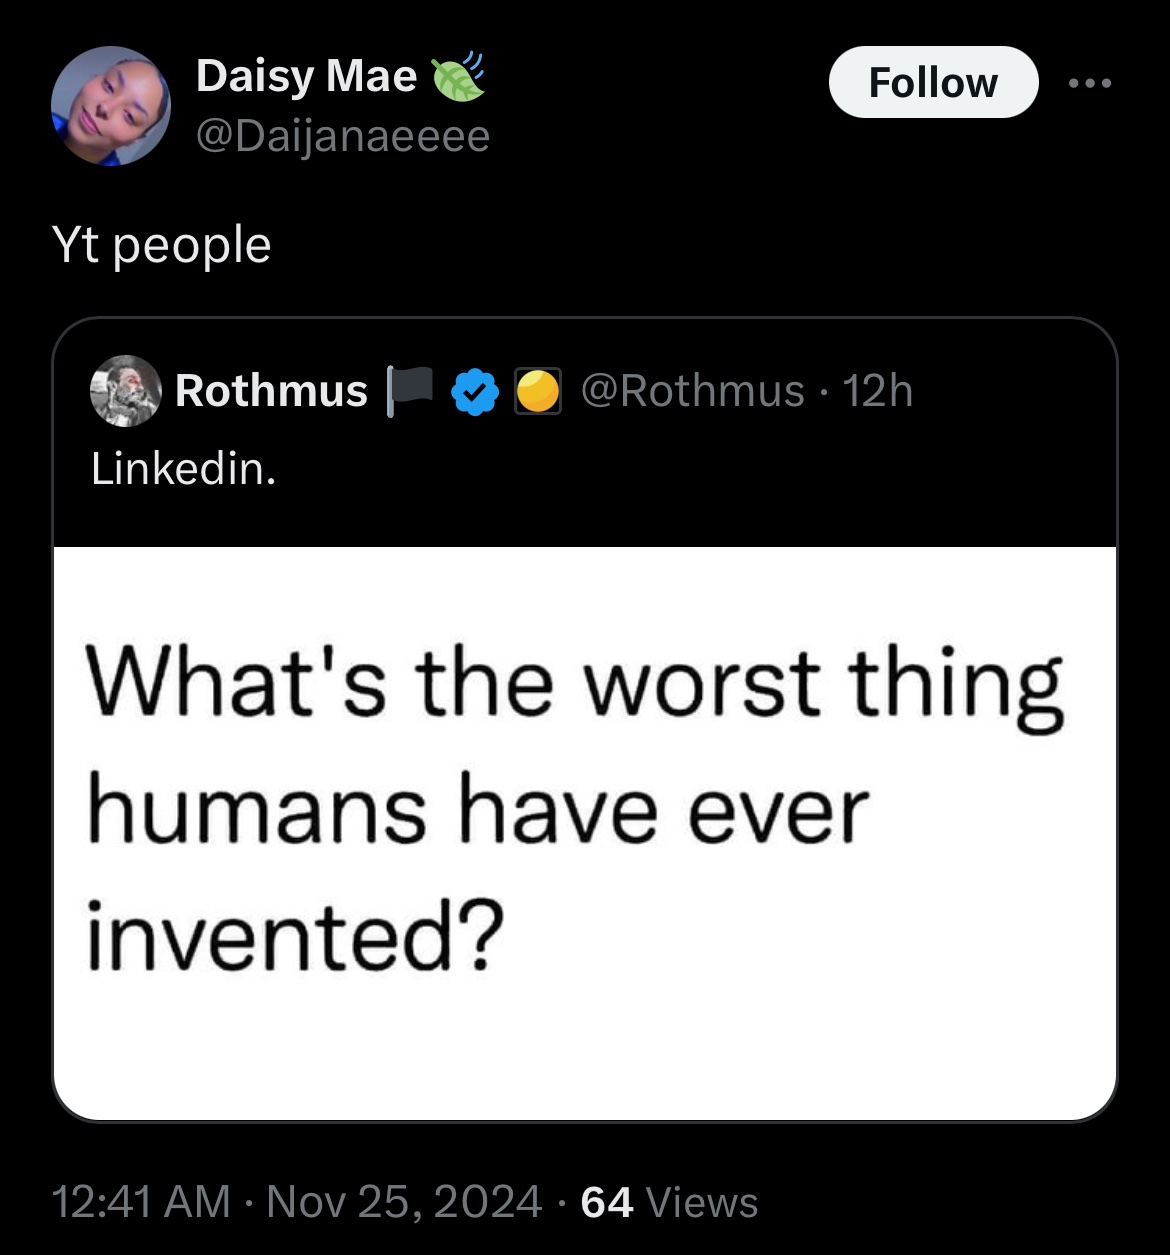 Daisy Mae 🍃
Follow
@Daijanaeeee
Yt people
Rothmus 🏴 @Rothmus · 12h
Linkedin.
What's the worst thing
humans have ever
invented?
12:41 AM · Nov 25, 2024 · 64 Views